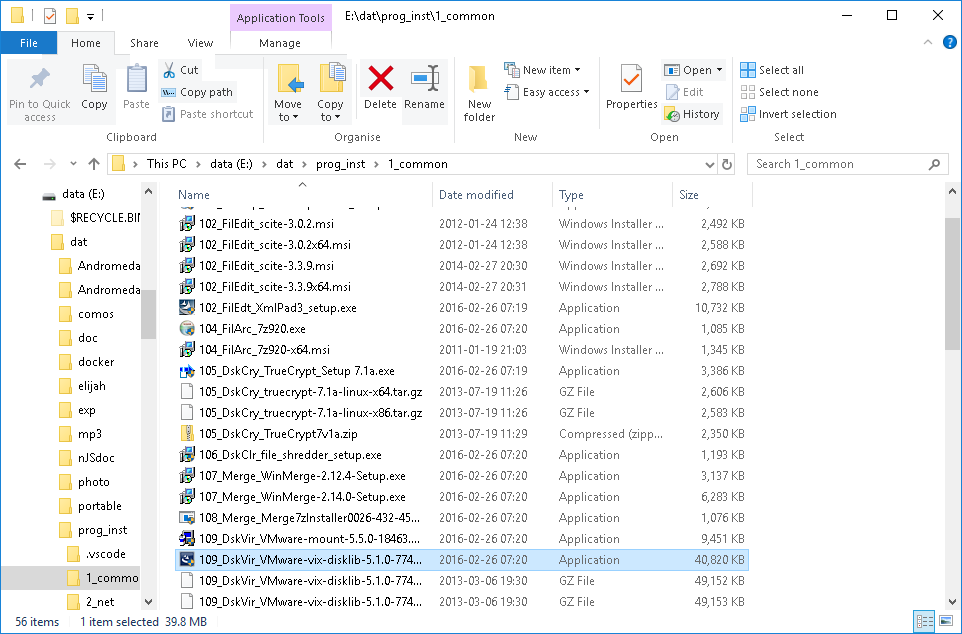 Application Tools E:\dat\prog_inst\1_common
File Home Share View Manage
Pin to Quick access
Copy
Paste
Cut
Copy path
Paste shortcut
Move to
Copy to
Delete
Rename
New folder
New item
Easy access
Properties
Open
Edit
History
Select all
Select none
Invert selection
Clipboard Organise New Open Select
This PC > data (E:) > dat > prog_inst > 1_common Search 1_common
data (E:)
$RECYCLE.BIN
dat
Andromeda
Andromeda
comos
doc
docker
elijah
exp
mp3
nJSdoc
photo
portable
prog_inst
.vscode
1_commo
2_net
Name Date modified Type Size
102_FilEdit_scite-3.0.2.msi 2012-01-24 12:38 Windows Installer ... 2,492 KB
102_FilEdit_scite-3.0.2x64.msi 2012-01-24 12:38 Windows Installer ... 2,588 KB
102_FilEdit_scite-3.3.9.msi 2014-02-27 20:30 Windows Installer ... 2,692 KB
102_FilEdit_scite-3.3.9x64.msi 2014-02-27 20:31 Windows Installer ... 2,788 KB
102_FilEdt_XmlPad3_setup.exe 2016-02-26 07:19 Application 10,732 KB
104_FilArc_7z920.exe 2016-02-26 07:20 Application 1,085 KB
104_FilArc_7z920-x64.msi 2011-01-19 21:03 Windows Installer ... 1,345 KB
105_DskCry_TrueCrypt_Setup 7.1a.exe 2016-02-26 07:19 Application 3,386 KB
105_DskCry_truecrypt-7.1a-linux-x64.tar.gz 2013-07-19 11:26 GZ File 2,606 KB
105_DskCry_truecrypt-7.1a-linux-x86.tar.gz 2013-07-19 11:26 GZ File 2,583 KB
105_DskCry_TrueCrypt7v1a.zip 2013-07-19 11:29 Compressed (zipp... 2,350 KB
106_DskClr_file_shredder_setup.exe 2016-02-26 07:20 Application 1,193 KB
107_Merge_WinMerge-2.12.4-Setup.exe 2016-02-26 07:20 Application 3,137 KB
107_Merge_WinMerge-2.14.0-Setup.exe 2016-02-26 07:20 Application 6,283 KB
108_Merge_Merge7zInstaller0026-432-45... 2016-02-26 07:20 Application 1,076 KB
109_DskVir_VMware-mount-5.5.0-18463.... 2016-02-26 07:20 Application 9,451 KB
109_DskVir_VMware-vix-disklib-5.1.0-774... 2016-02-26 07:20 Application 40,820 KB
109_DskVir_VMware-vix-disklib-5.1.0-774... 2013-03-06 19:30 GZ File 49,152 KB
109_DskVir_VMware-vix-disklib-5.1.0-774... 2013-03-06 19:30 GZ File 49,153 KB
56 items 1 item selected 39.8 MB